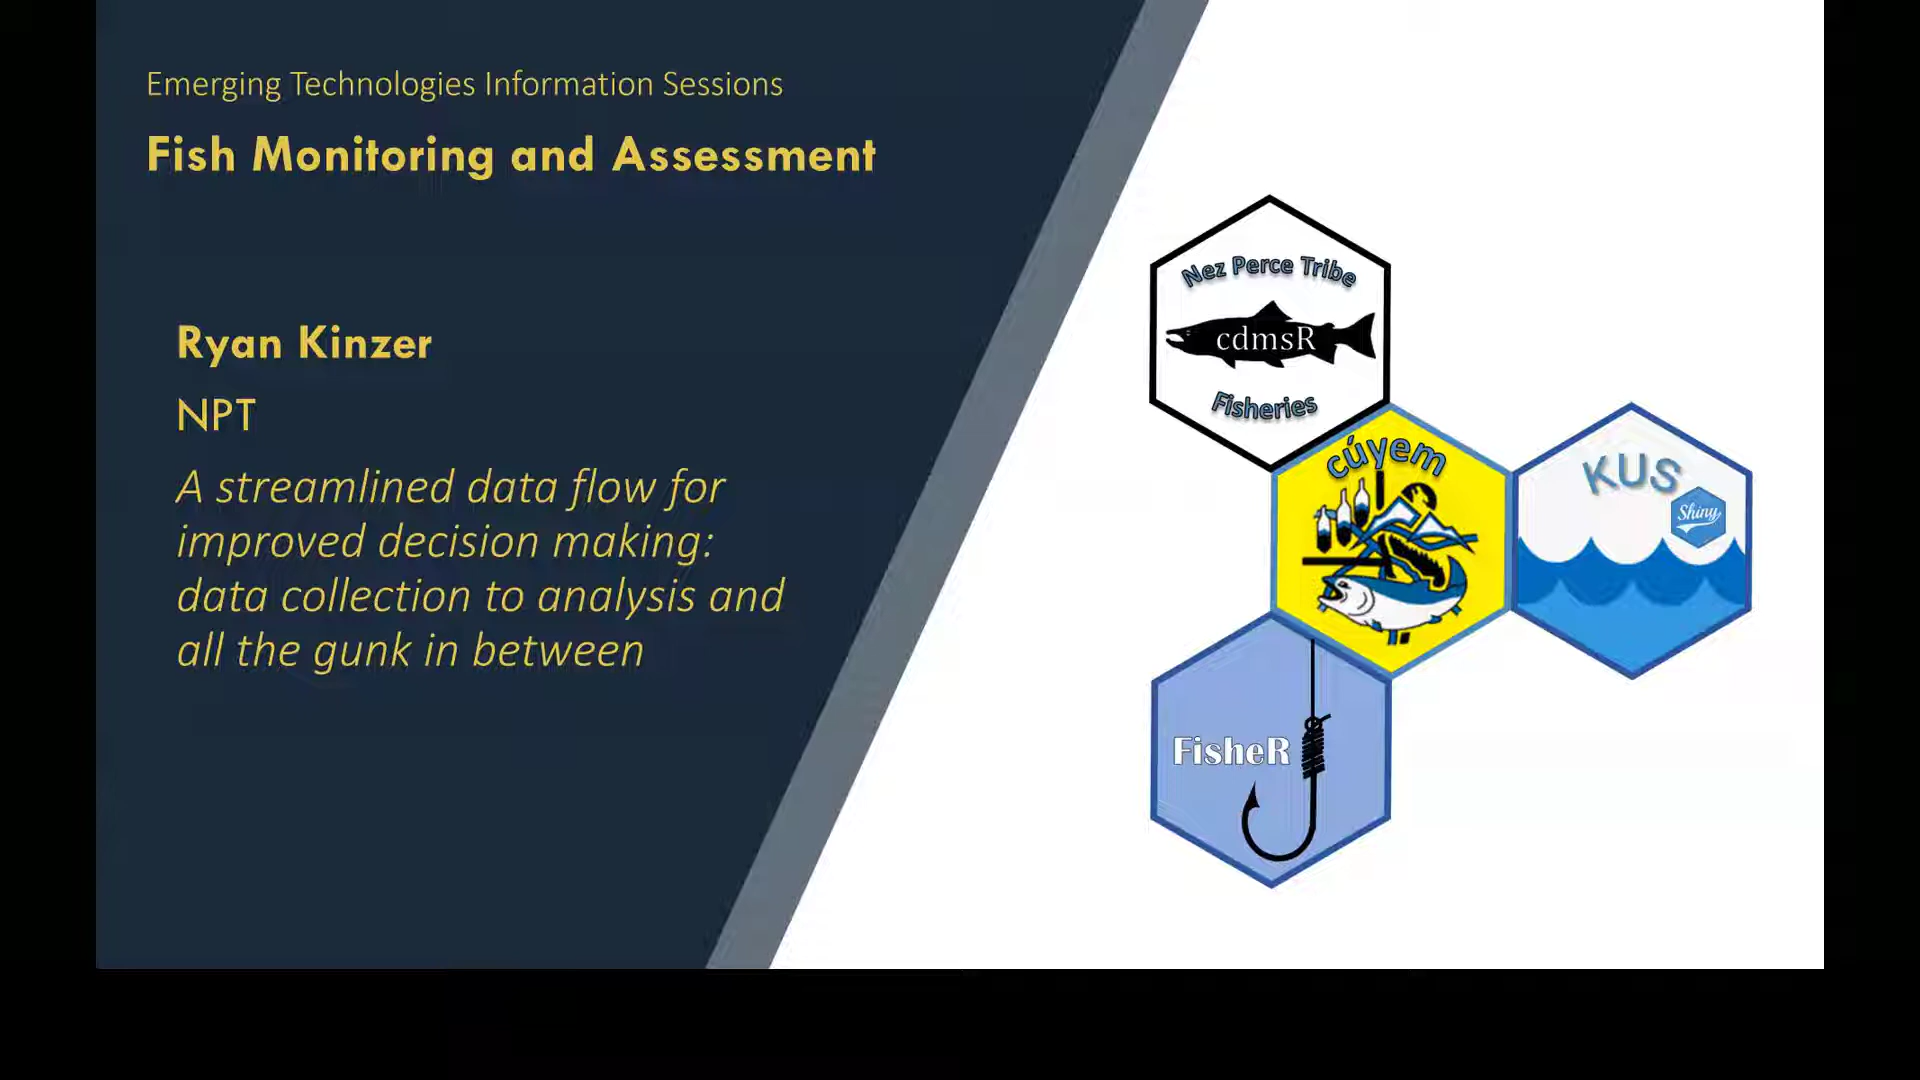 Emerging Technologies Information Sessions
Fish Monitoring and Assessment
Ryan Kinzer
NPT
A streamlined data flow for
improved decision making:
data collection to analysis and
all the gunk in between
Nez Perce Tribe
cdmsR
Fisheries
cúyem
KUS
Shiny
FisheR